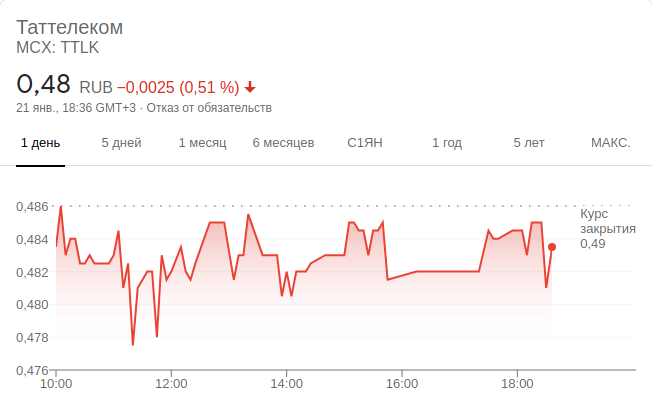 Таттелеком
MCX: TTLK
0,48 RUB −0,0025 (0,51 %)
21 янв., 18:36 GMT+3 · Отказ от обязательств
1 день 5 дней 1 месяц 6 месяцев С1ЯН 1 год 5 лет МАКС.
0,486
Курс
закрытия
0,49
0,484
0,482
0,480
0,478
0,476
10:00 12:00 14:00 16:00 18:00